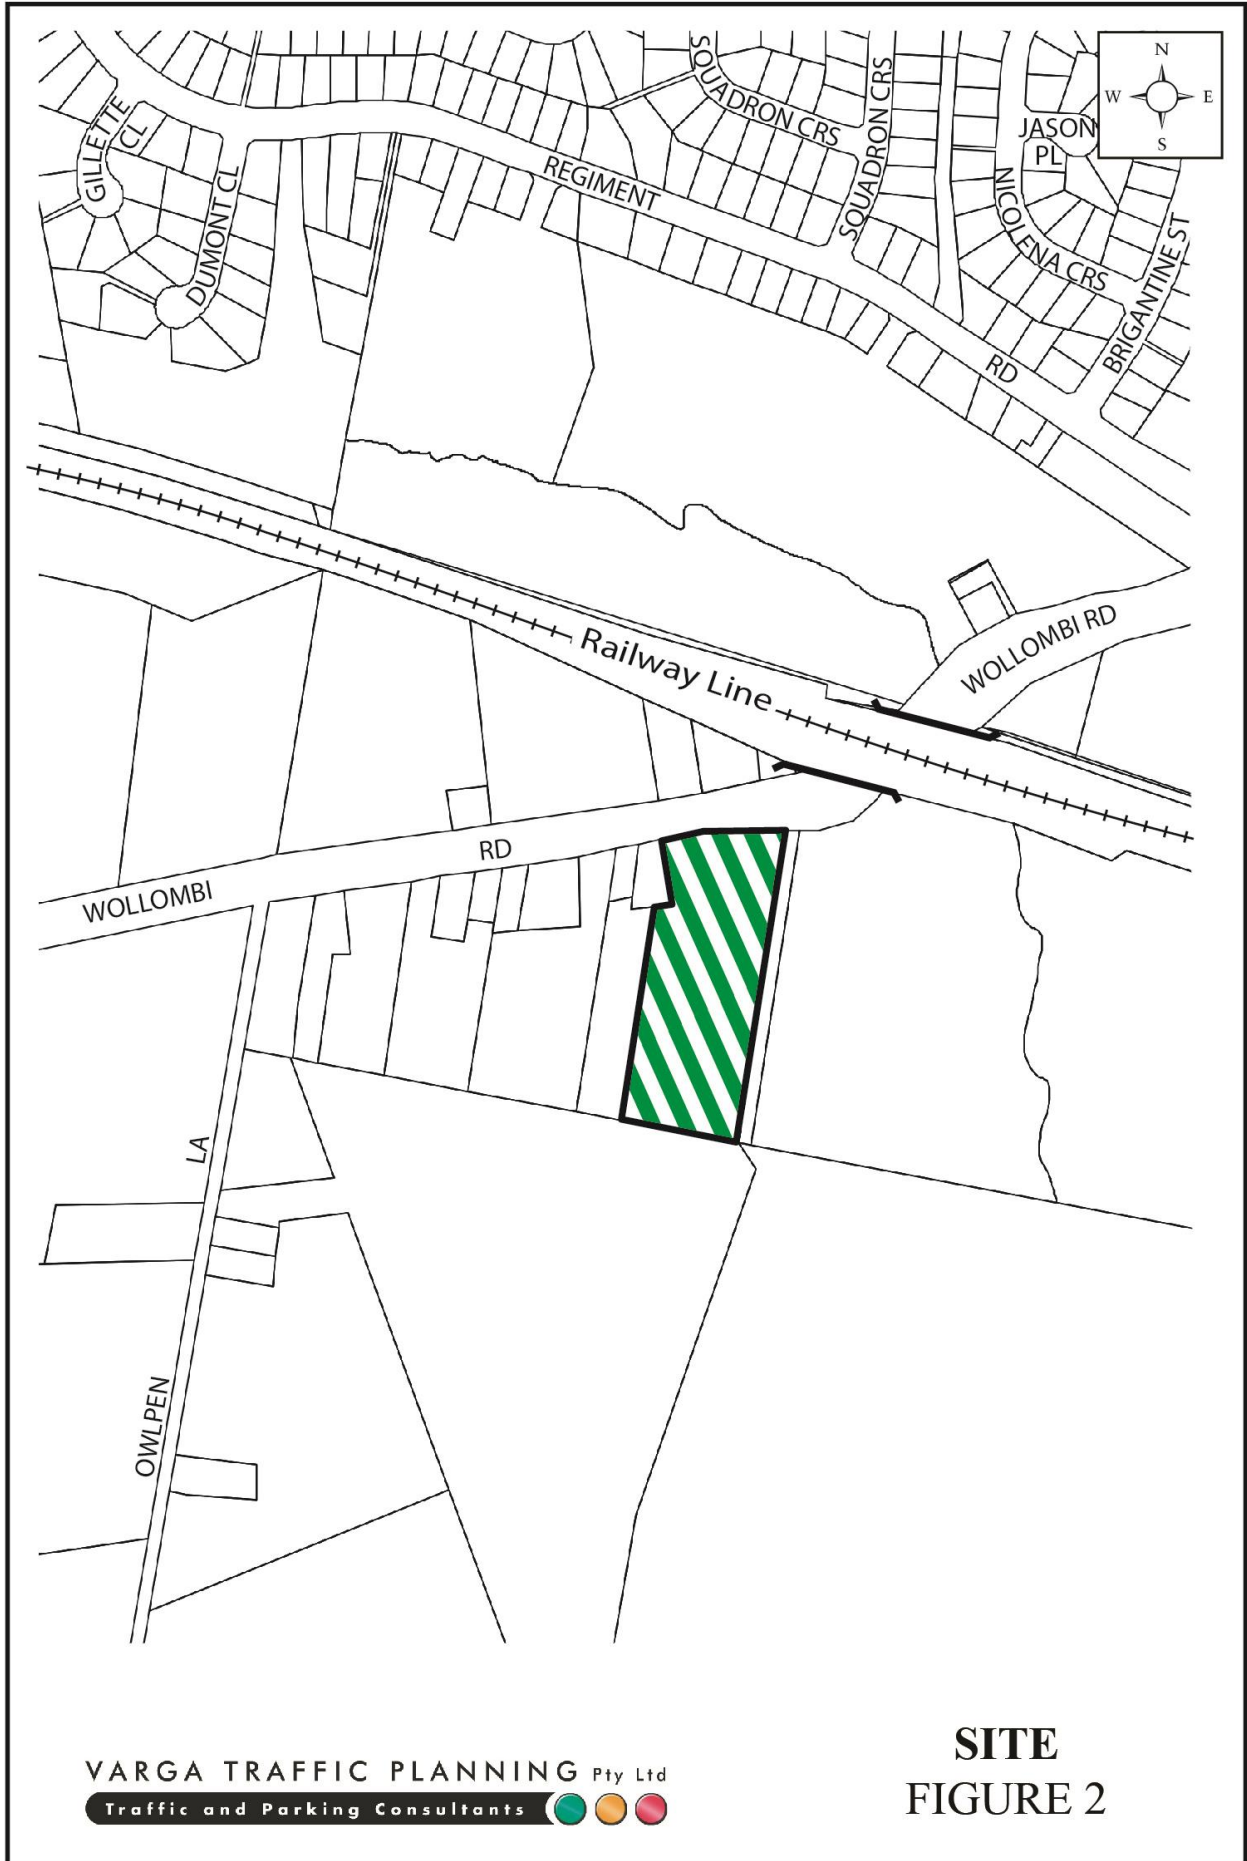 N
W E
S
GILLETTE
CL
DUMONT CL
REGIMENT
RD
SQUADRON CRS
SQUADRON CRS
JASON
PL
NICOLENA CRS
BRIGANTINE ST
Railway Line
WOLLOMBI RD
WOLLOMBI
RD
LA
OWLPEN
VARGA TRAFFIC PLANNING Pty Ltd
Traffic and Parking Consultants
SITE
FIGURE 2